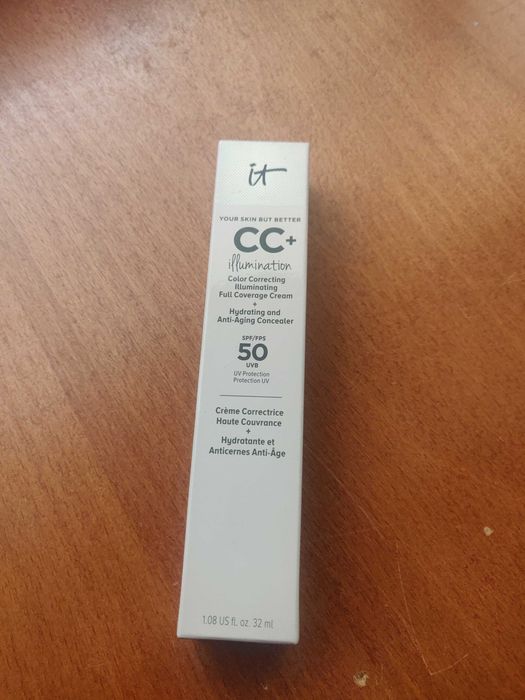 it
YOUR SKIN BUT BETTER
CC+
illumination
Color Correcting
Illuminating
Full Coverage Cream
+
Hydrating and
Anti-Aging Concealer
SPF/FPS
50
UVB
UV Protection
Protection UV
Crème Correctrice
Haute Couvrance
+
Hydratante et
Anticernes Anti-Âge
1.08 US fl. oz. 32 ml